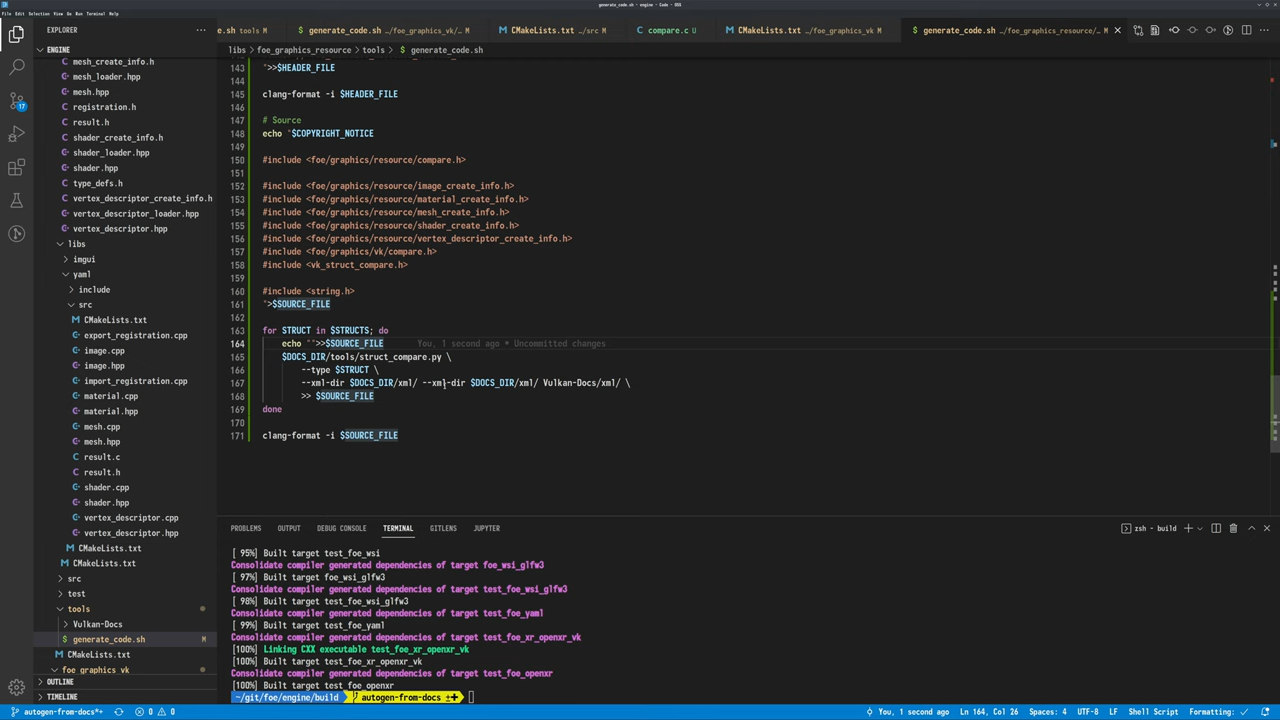 generate_code.sh - engine - Code - OSS
File Edit Selection View Go Run Terminal Help
EXPLORER ···
e.sh tools M generate_code.sh .../foe_graphics_vk/... M CMakeLists.txt .../src M compare.c U CMakeLists.txt .../foe_graphics_vk M generate_code.sh .../foe_graphics_resource/... M
ENGINE
libs > foe_graphics_resource > tools > generate_code.sh
mesh_create_info.h
mesh_loader.hpp
mesh.hpp
registration.h
result.h
shader_create_info.h
shader_loader.hpp
shader.hpp
type_defs.h
vertex_descriptor_create_info.h
vertex_descriptor_loader.hpp
vertex_descriptor.hpp
libs
imgui
yaml
include
src
CMakeLists.txt
export_registration.cpp
image.cpp
image.hpp
import_registration.cpp
material.cpp
material.hpp
mesh.cpp
mesh.hpp
result.c
result.h
shader.cpp
shader.hpp
vertex_descriptor.cpp
vertex_descriptor.hpp
CMakeLists.txt
CMakeLists.txt
src
test
tools
Vulkan-Docs
generate_code.sh M
CMakeLists.txt
foe_graphics_vk
OUTLINE
TIMELINE
17
143 ">>$HEADER_FILE
144
145 clang-format -i $HEADER_FILE
146
147 # Source
148 echo "$COPYRIGHT_NOTICE
149
150 #include <foe/graphics/resource/compare.h>
151
152 #include <foe/graphics/resource/image_create_info.h>
153 #include <foe/graphics/resource/material_create_info.h>
154 #include <foe/graphics/resource/mesh_create_info.h>
155 #include <foe/graphics/resource/shader_create_info.h>
156 #include <foe/graphics/resource/vertex_descriptor_create_info.h>
157 #include <foe/graphics/vk/compare.h>
158 #include <vk_struct_compare.h>
159
160 #include <string.h>
161 ">$SOURCE_FILE
162
163 for STRUCT in $STRUCTS; do
164 echo "">>$SOURCE_FILE You, 1 second ago • Uncommitted changes
165 $DOCS_DIR/tools/struct_compare.py \
166 --type $STRUCT \
167 --xml-dir $DOCS_DIR/xml/ --xml-dir $DOCS_DIR/xml/ Vulkan-Docs/xml/ \
168 >> $SOURCE_FILE
169 done
170
171 clang-format -i $SOURCE_FILE
PROBLEMS OUTPUT DEBUG CONSOLE TERMINAL GITLENS JUPYTER zsh - build
[ 95%] Built target test_foe_wsi
Consolidate compiler generated dependencies of target foe_wsi_glfw3
[ 97%] Built target foe_wsi_glfw3
Consolidate compiler generated dependencies of target test_foe_wsi_glfw3
[ 98%] Built target test_foe_wsi_glfw3
Consolidate compiler generated dependencies of target test_foe_yaml
[ 99%] Built target test_foe_yaml
Consolidate compiler generated dependencies of target test_foe_xr_openxr_vk
[100%] Linking CXX executable test_foe_xr_openxr_vk
[100%] Built target test_foe_xr_openxr_vk
Consolidate compiler generated dependencies of target test_foe_openxr
[100%] Built target test_foe_openxr
~/git/foe/engine/build autogen-from-docs
autogen-from-docs*+ 0 0 You, 1 second ago Ln 164, Col 26 Spaces: 4 UTF-8 LF Shell Script Formatting: ✓